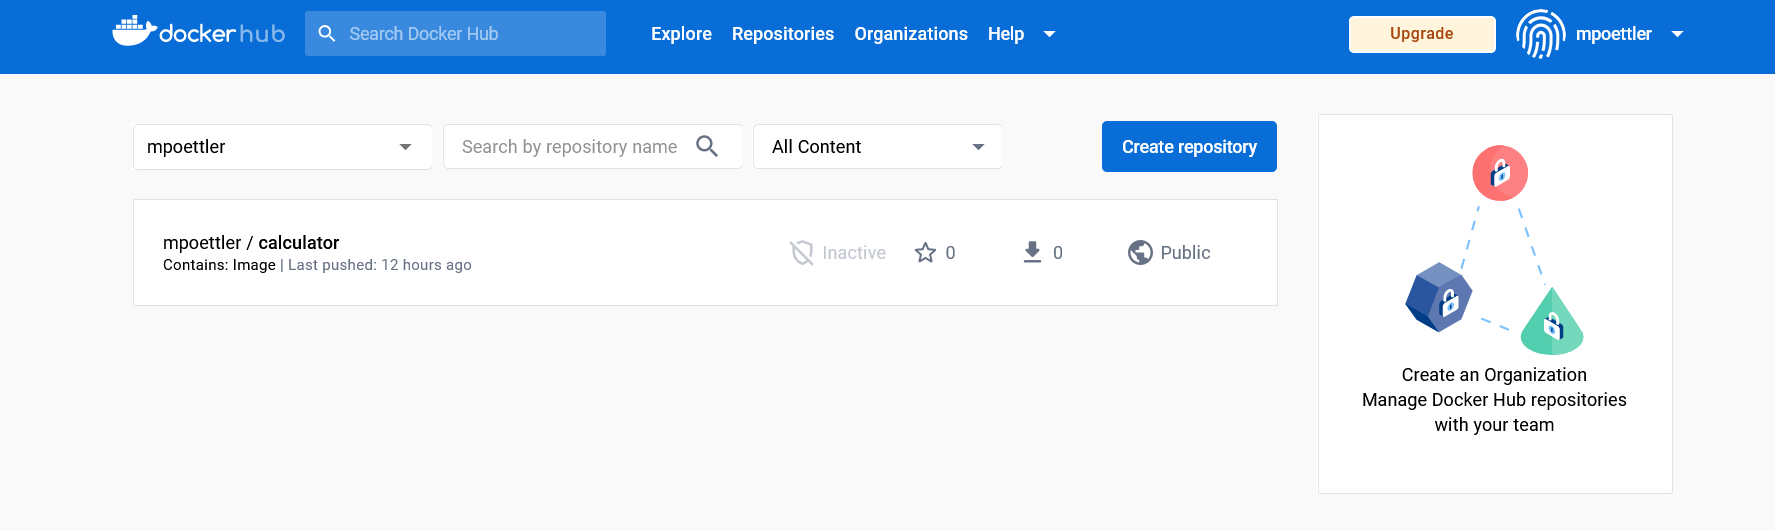 dockerhub Search Docker Hub Explore Repositories Organizations Help Upgrade mpoettler
mpoettler Search by repository name All Content Create repository
mpoettler / calculator
Contains: Image | Last pushed: 12 hours ago
Inactive 0 0 Public
Create an Organization
Manage Docker Hub repositories
with your team